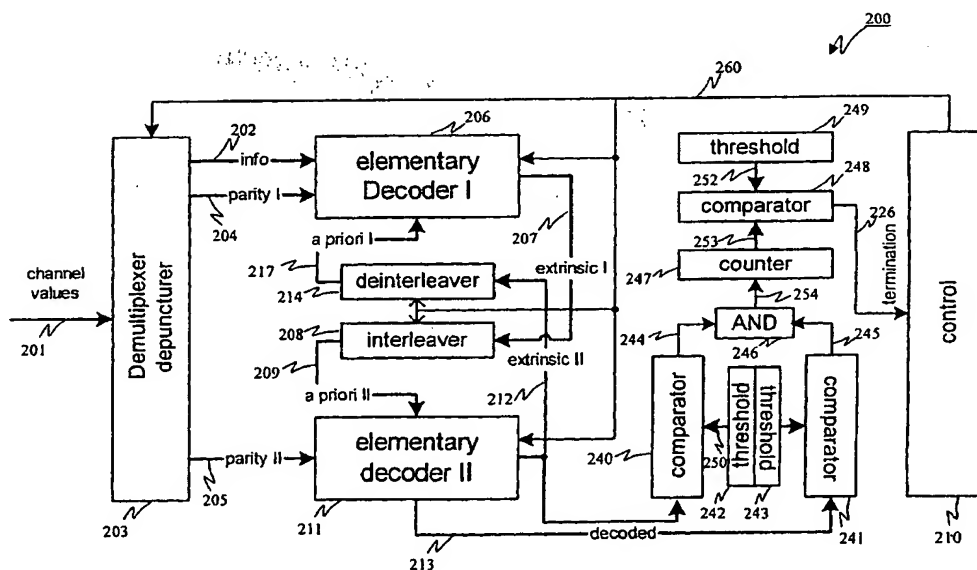 200
260
202
206
249
info
elementary
Decoder I
threshold
252
248
parity I
204
207
comparator
226
253
a priori I
channel
values
217
deinterleaver
extrinsic I
247
counter
termination
214
254
201
Demultiplexer
depuncturer
208
interleaver
244
AND
245
control
209
extrinsic II
246
a priori II
212
elementary
decoder II
comparator
threshold
threshold
comparator
240
250
parity II
205
203
211
242
243
241
210
decoded
213